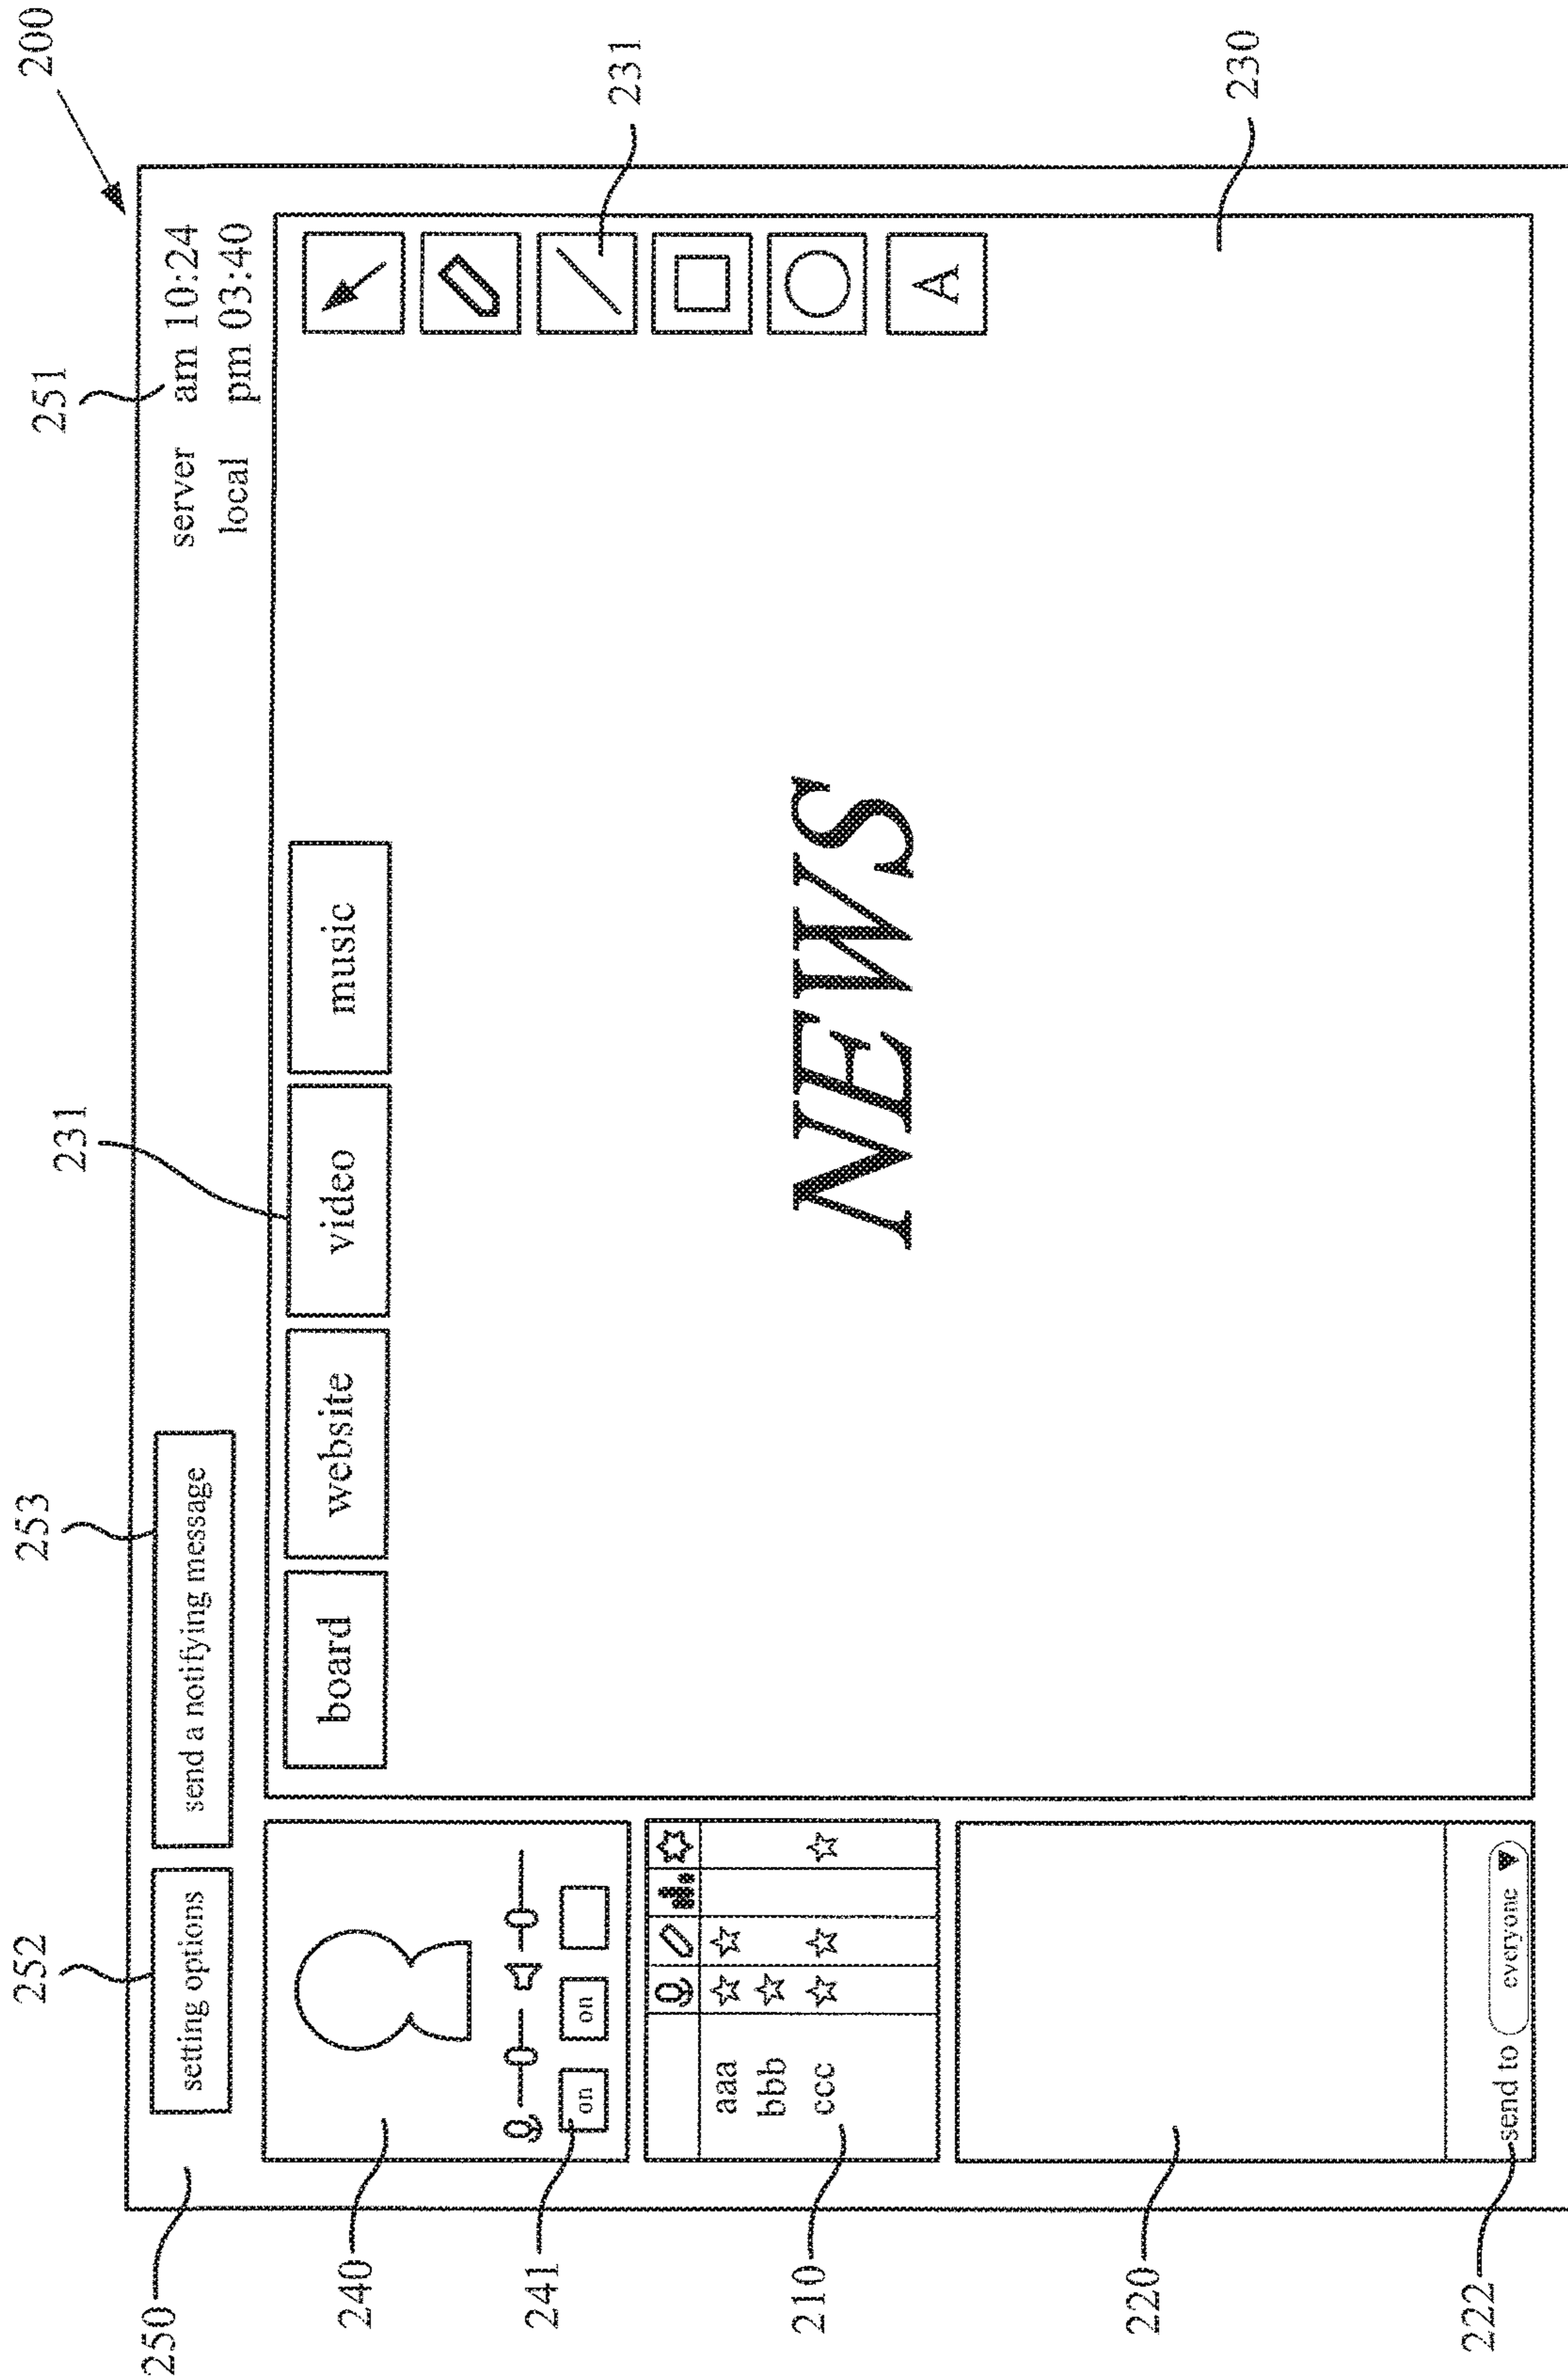 200
251
231
253
252
250
setting options
send a notifying message
server am 10:24
local pm 03:40
board
website
video
music
231
A
NEWS
230
240
241
on
on
210
aaa
bbb
ccc
220
222
send to
everyone